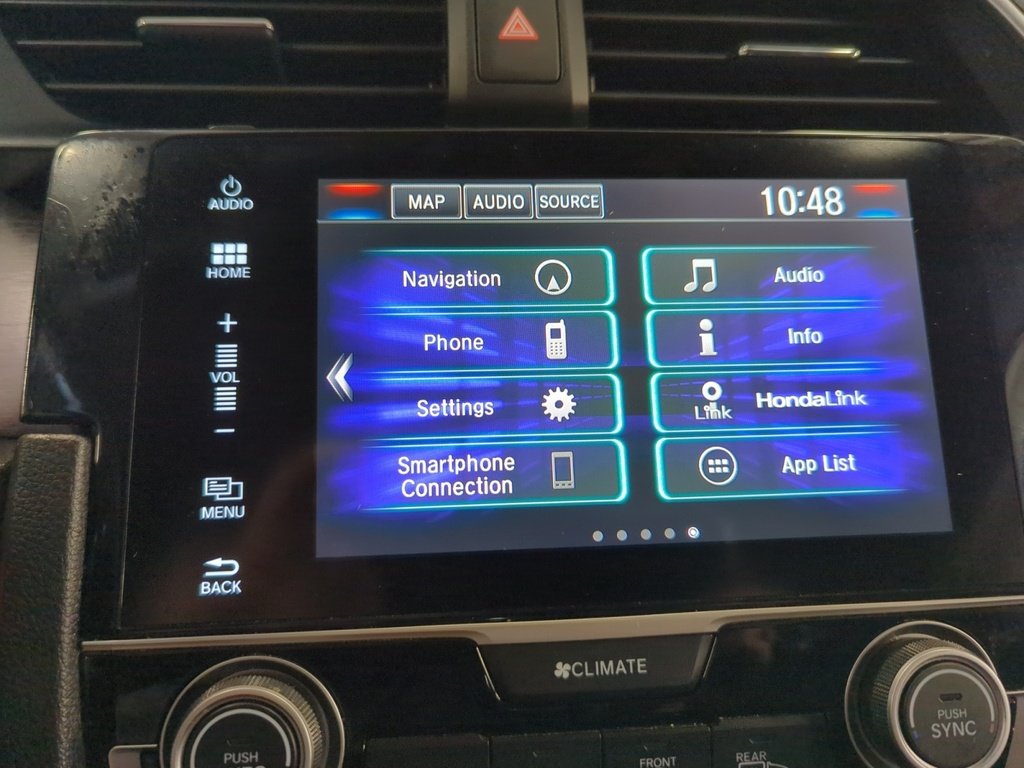 AUDIO
HOME
+
VOL
−
MENU
BACK
MAP AUDIO SOURCE 10:48
Navigation
Audio
Phone
Info
Settings
Link HondaLink
Smartphone
Connection
App List
CLIMATE
PUSH
FRONT
REAR
PUSH
SYNC